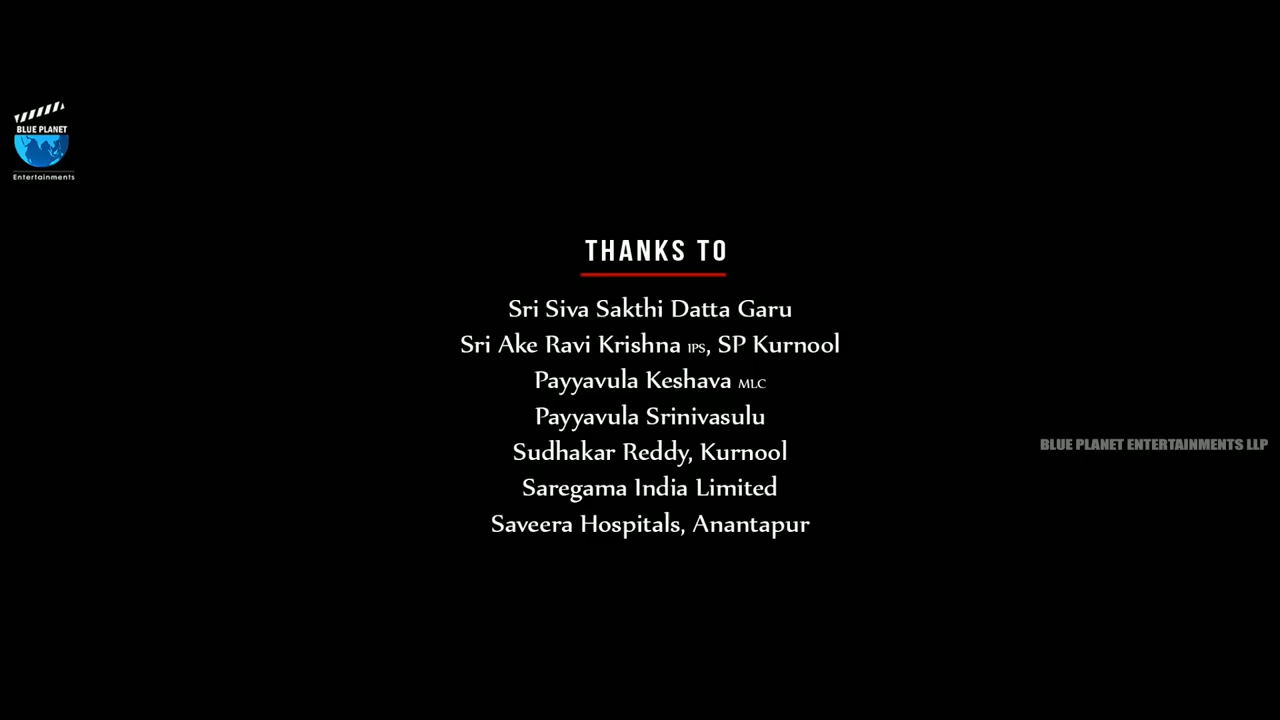 BLUE PLANET
Entertainments
THANKS TO
Sri Siva Sakthi Datta Garu
Sri Ake Ravi Krishna IPS, SP Kurnool
Payyavula Keshava MLC
Payyavula Srinivasulu
Sudhakar Reddy, Kurnool
Saregama India Limited
Saveera Hospitals, Anantapur
BLUE PLANET ENTERTAINMENTS LLP